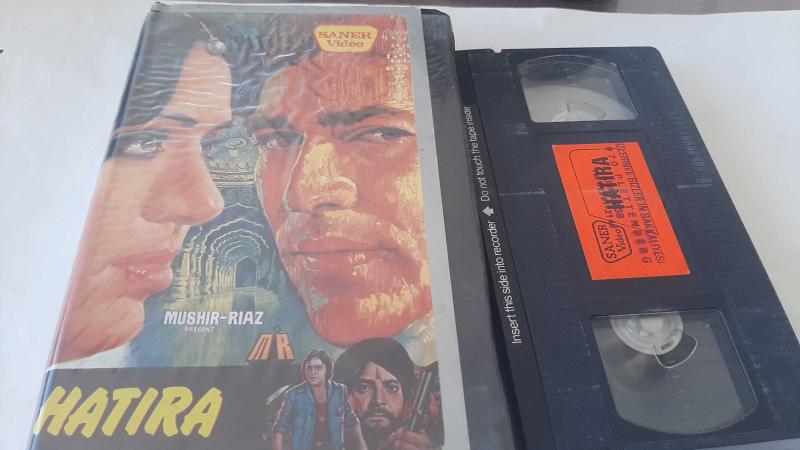 SANER
Video
MUSHIR-RIAZ
PRESENT
MR
HATIRA
Insert this side into recorder Do not touch the tape inside
SANER
Video
HATIRA